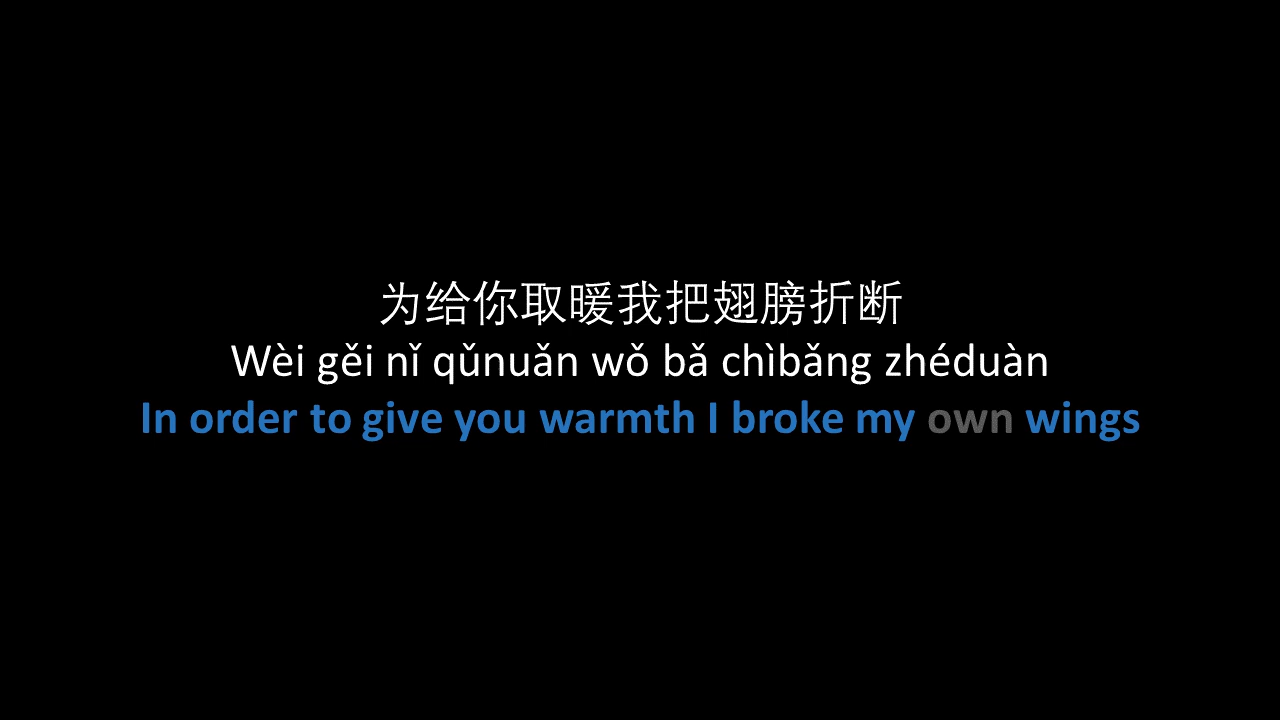 为给你取暖我把翅膀折断
Wèi gěi nǐ qǔnuǎn wǒ bǎ chìbǎng zhéduàn
In order to give you warmth I broke my own wings